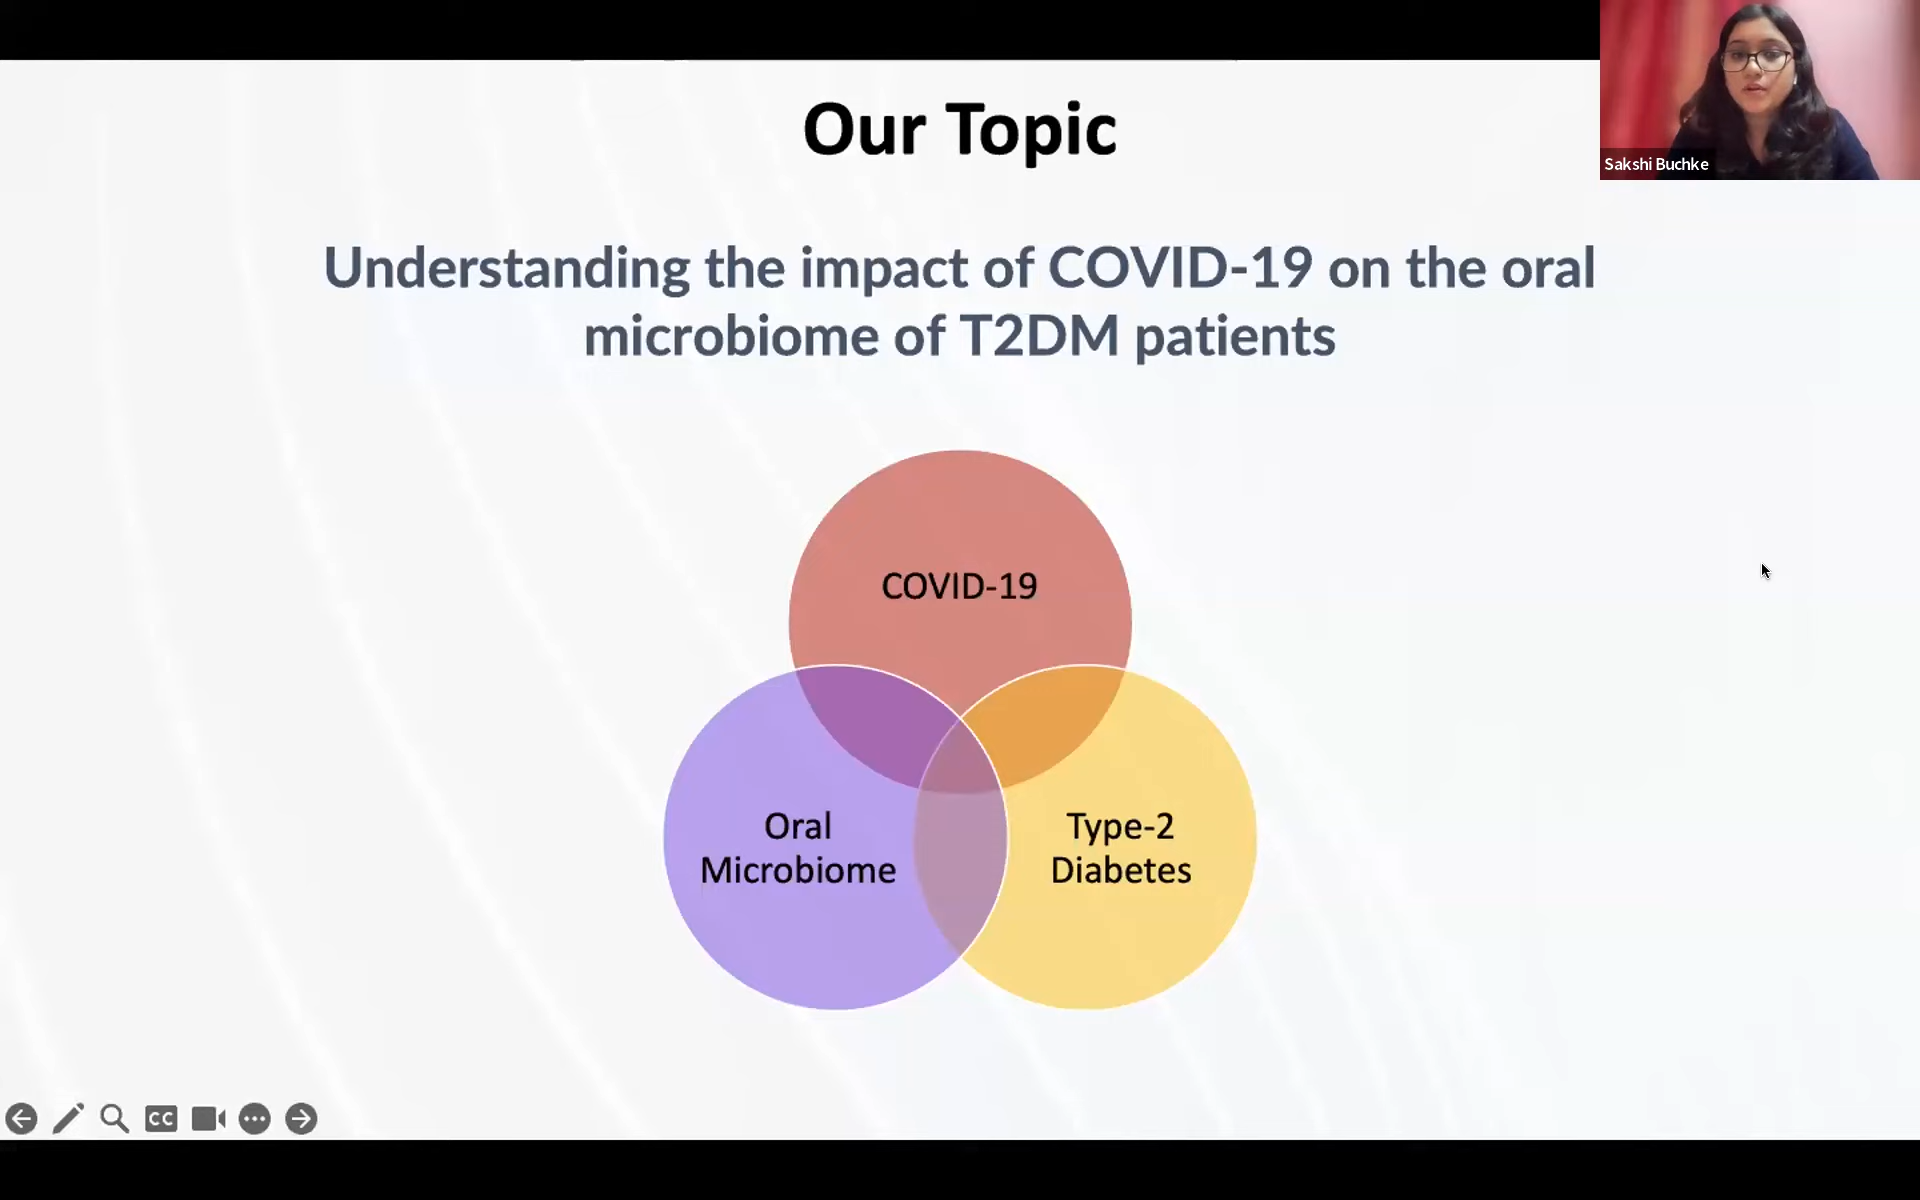 Our Topic
Sakshi Buchke
Understanding the impact of COVID-19 on the oral
microbiome of T2DM patients
COVID-19
Oral
Microbiome
Type-2
Diabetes
CC